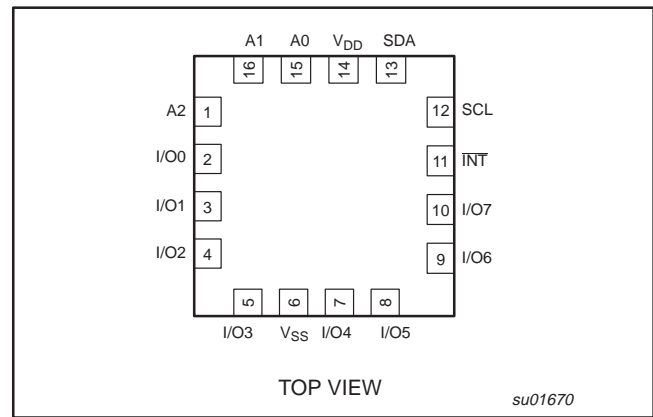 A1 A0 VDD SDA
16 15 14 13
A2 1 12 SCL
I/O0 2 11 I̅N̅T̅
I/O1 3 10 I/O7
I/O2 4 9 I/O6
5 6 7 8
I/O3 VSS I/O4 I/O5
TOP VIEW
su01670